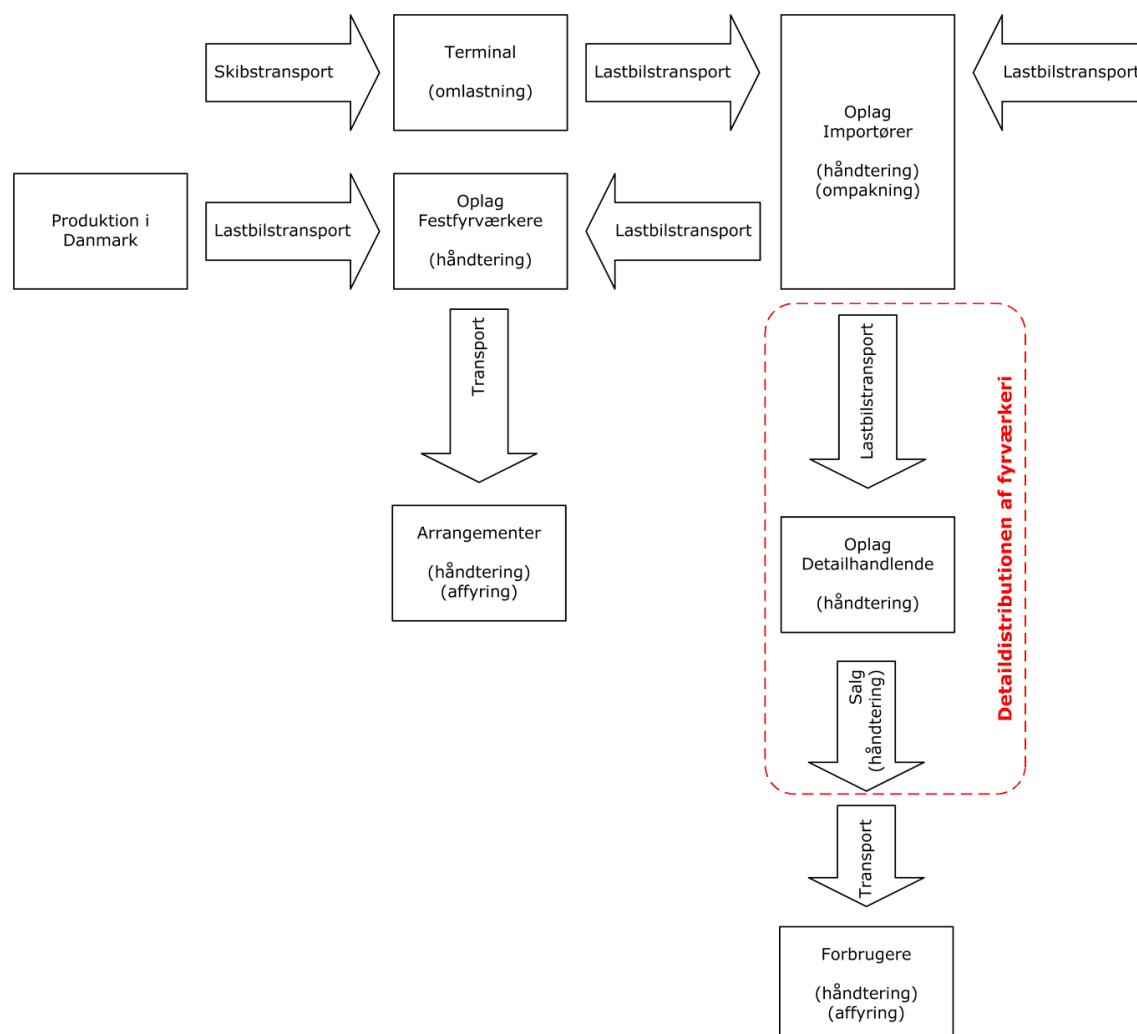 Skibstransport
Terminal
(omlastning)
Lastbilstransport
Oplag
Importører
(håndtering)
(ompakning)
Lastbilstransport
Produktion i
Danmark
Lastbilstransport
Oplag
Festfyrværkere
(håndtering)
Lastbilstransport
Transport
Arrangementer
(håndtering)
(affyring)
Lastbilstransport
Detaildistributionen af fyrværkeri
Oplag
Detailhandlende
(håndtering)
Salg
(håndtering)
Transport
Forbrugere
(håndtering)
(affyring)